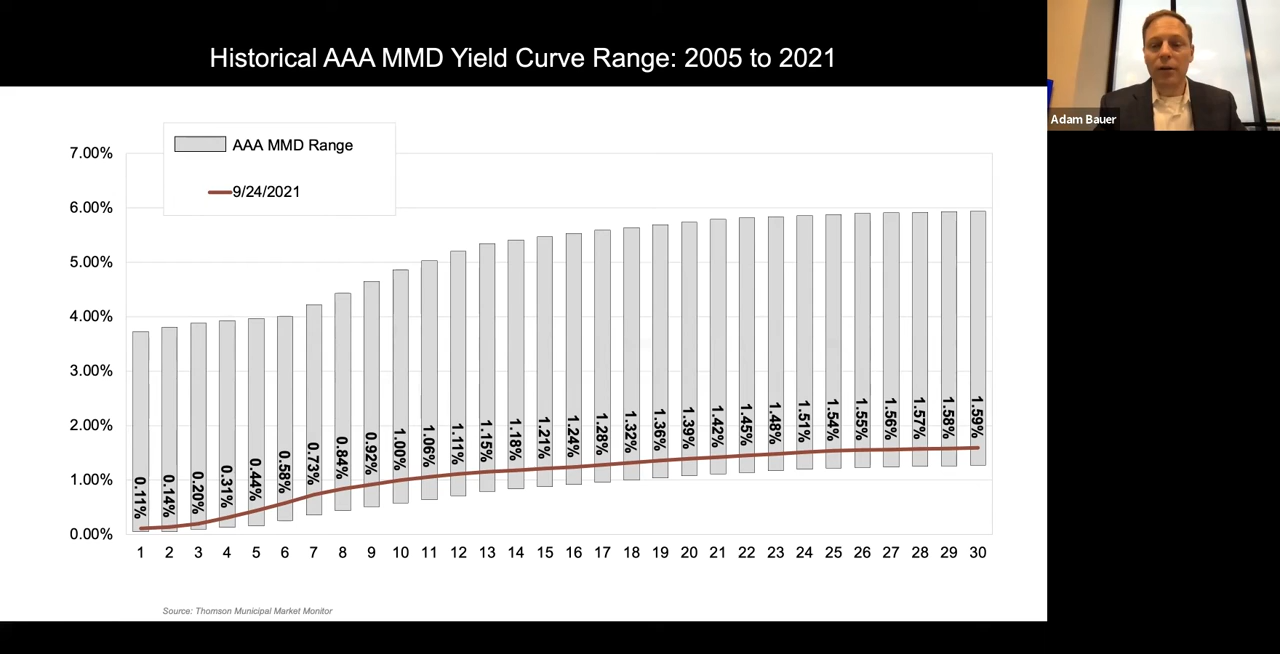 Historical AAA MMD Yield Curve Range: 2005 to 2021
Adam Bauer
AAA MMD Range
9/24/2021
7.00%
6.00%
5.00%
4.00%
3.00%
2.00%
1.00%
0.00%
0.11% 0.14% 0.20% 0.31% 0.44% 0.58% 0.73% 0.84% 0.92% 1.00% 1.06% 1.11% 1.15% 1.18% 1.21% 1.24% 1.28% 1.32% 1.36% 1.39% 1.42% 1.45% 1.48% 1.51% 1.54% 1.55% 1.56% 1.57% 1.58% 1.59%
1 2 3 4 5 6 7 8 9 10 11 12 13 14 15 16 17 18 19 20 21 22 23 24 25 26 27 28 29 30
Source: Thomson Municipal Market Monitor